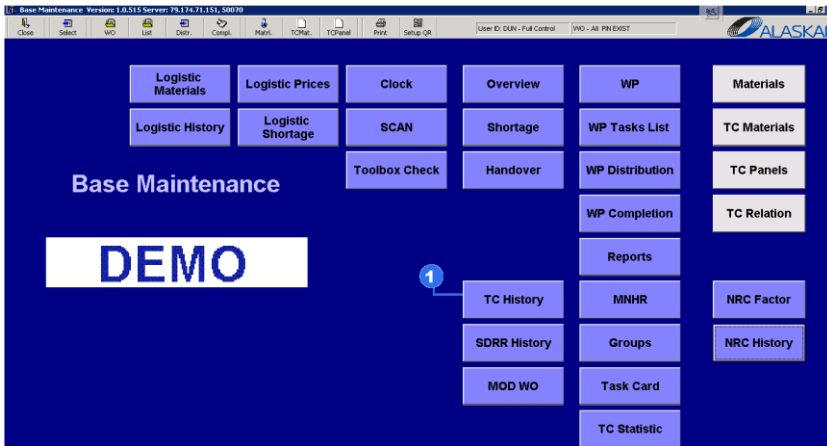 Base Maintenance Version: 1.0.515 Server: 79.174.71.151, 50070
Close Select WO List Distr. Compl. Matrl. TCMat. TCPanel Print Setup QR
User ID: DUN - Full Control WO - All PIN EXIST
ALASKAI
Logistic Materials
Logistic Prices
Clock
Overview
WP
Materials
Logistic History
Logistic Shortage
SCAN
Shortage
WP Tasks List
TC Materials
Toolbox Check
Handover
WP Distribution
TC Panels
Base Maintenance
WP Completion
TC Relation
DEMO
Reports
1
TC History
MNHR
NRC Factor
SDRR History
Groups
NRC History
MOD WO
Task Card
TC Statistic